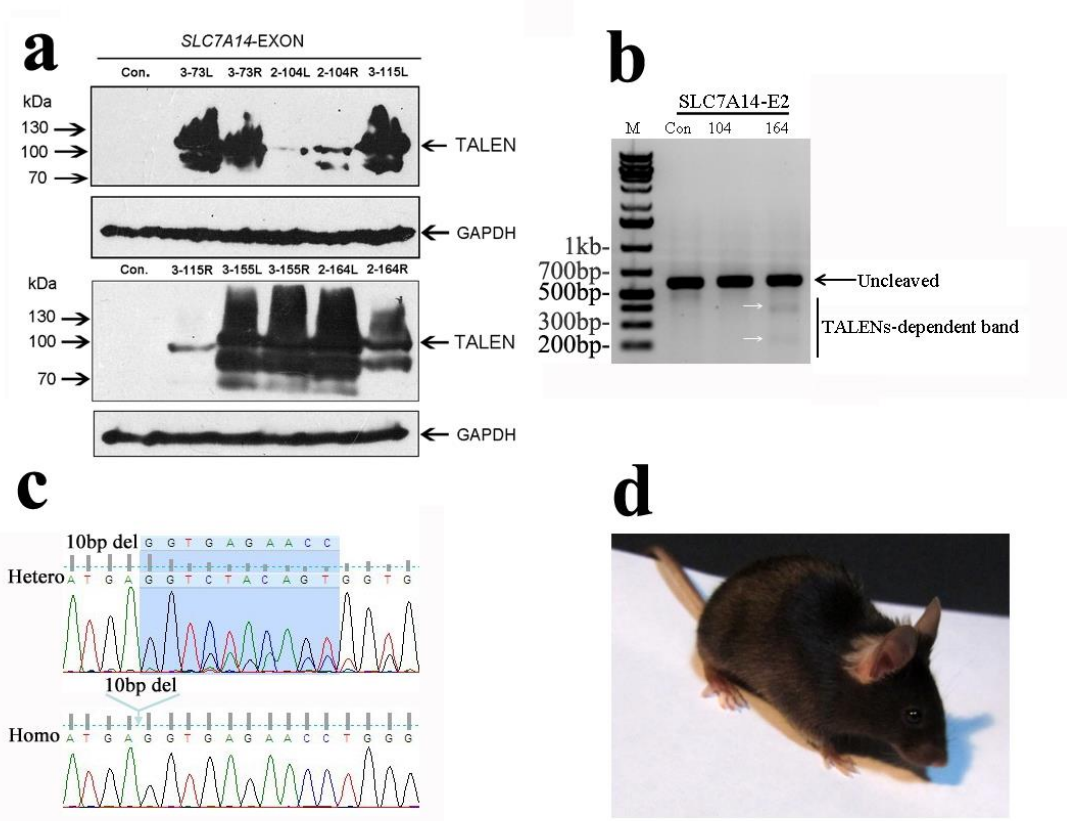 a
SLC7A14-EXON
Con. 3-73L 3-73R 2-104L 2-104R 3-115L
kDa
130
100
70
TALEN
GAPDH
Con. 3-115R 3-155L 3-155R 2-164L 2-164R
kDa
130
100
70
TALEN
GAPDH
b
SLC7A14-E2
M Con 104 164
1kb-
700bp-
500bp-
300bp-
200bp-
Uncleaved
TALENs-dependent band
c
10bp del G G T G A G A A C C
Hetero A T G A G G T C T A C A G T G G T G
10bp del
Homo A T G A G G T G A G A A C C T G G G
d